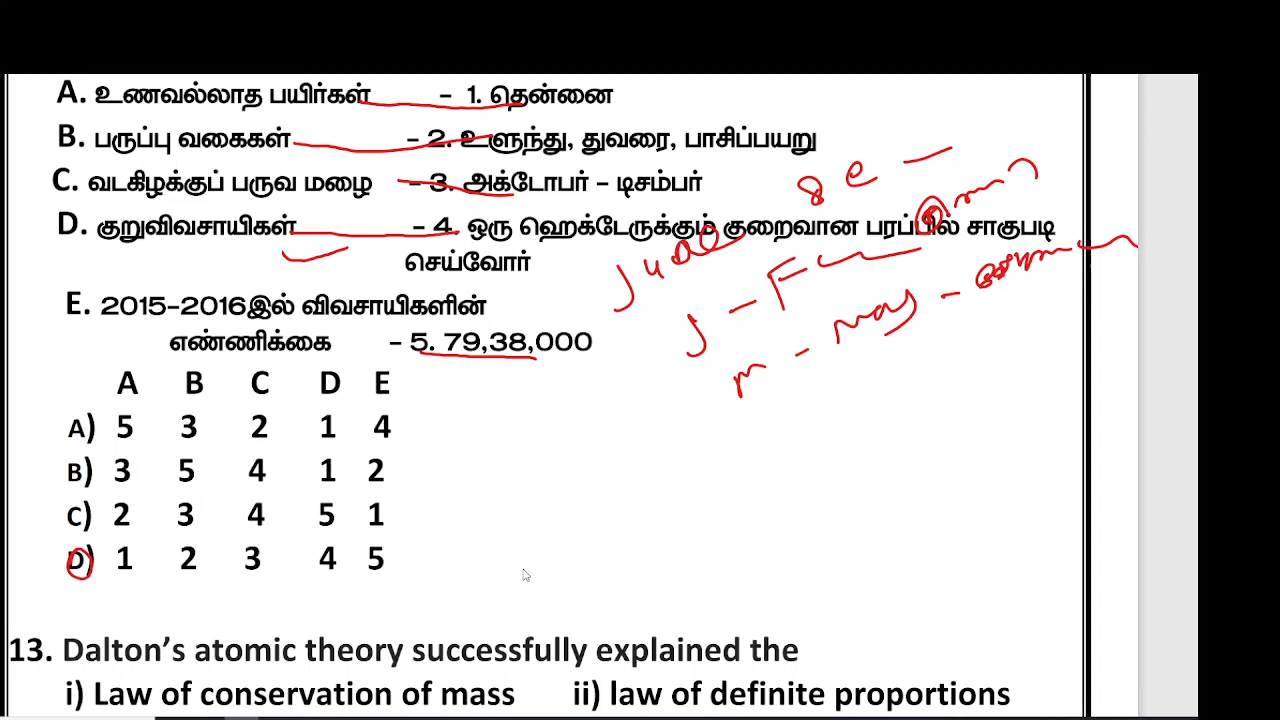 A. உணவல்லாத பயிர்கள் - 1. தென்னை
B. பருப்பு வகைகள் - 2. உளுந்து, துவரை, பாசிப்பயறு
C. வடகிழக்குப் பருவ மழை - 3. அக்டோபர் – டிசம்பர்
D. குறுவிவசாயிகள் - 4. ஒரு ஹெக்டேருக்கும் குறைவான பரப்பில் சாகுபடி
செய்வோர்
E. 2015-2016இல் விவசாயிகளின்
எண்ணிக்கை - 5. 79,38,000
J - F
m - may -
A B C D E
A) 5 3 2 1 4
B) 3 5 4 1 2
C) 2 3 4 5 1
D) 1 2 3 4 5
13. Dalton’s atomic theory successfully explained the
i) Law of conservation of mass ii) law of definite proportions